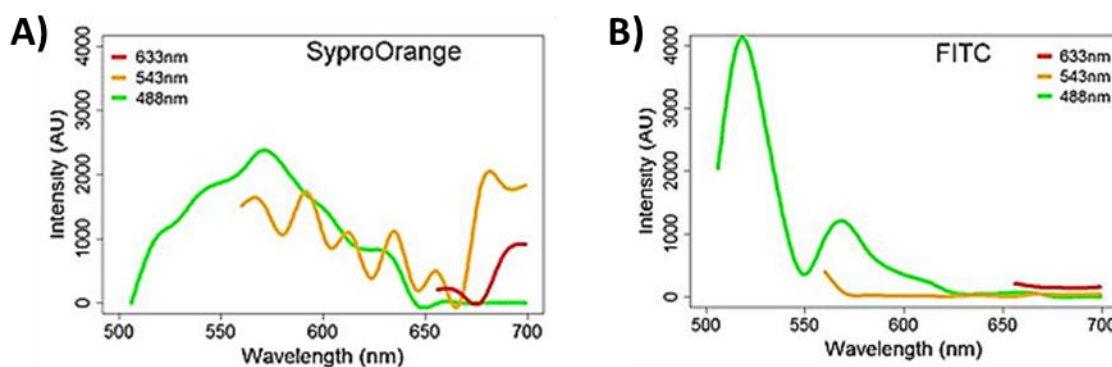 A)
SyproOrange
633nm
543nm
488nm
Intensity (AU)
4000
3000
2000
1000
0
500
550
600
650
700
Wavelength (nm)
B)
FITC
633nm
543nm
488nm
Intensity (AU)
4000
3000
2000
1000
0
500
550
600
650
700
Wavelength (nm)